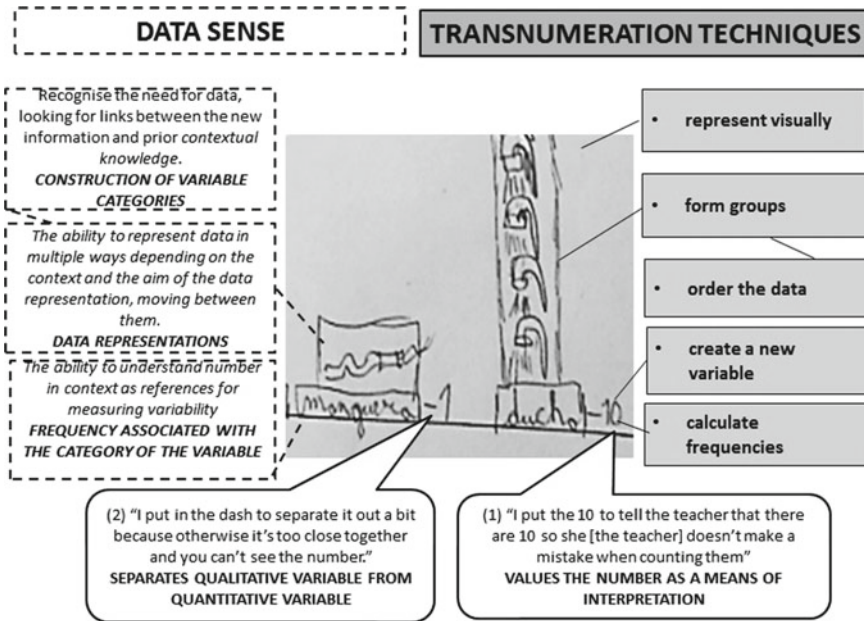 DATA SENSE
TRANSNUMERATION TECHNIQUES
Recognise the need for data,
looking for links between the new
information and prior contextual
knowledge.
CONSTRUCTION OF VARIABLE
CATEGORIES
The ability to represent data in
multiple ways depending on the
context and the aim of the data
representation, moving between
them.
DATA REPRESENTATIONS
The ability to understand number
in context as references for
measuring variability
FREQUENCY ASSOCIATED WITH
THE CATEGORY OF THE VARIABLE
manguera -1
ducha -10
• represent visually
• form groups
• order the data
• create a new
variable
• calculate
frequencies
(2) “I put in the dash to separate it out a bit
because otherwise it’s too close together
and you can’t see the number.”
SEPARATES QUALITATIVE VARIABLE FROM
QUANTITATIVE VARIABLE
(1) “I put the 10 to tell the teacher that there
are 10 so she [the teacher] doesn’t make a
mistake when counting them”
VALUES THE NUMBER AS A MEANS OF
INTERPRETATION